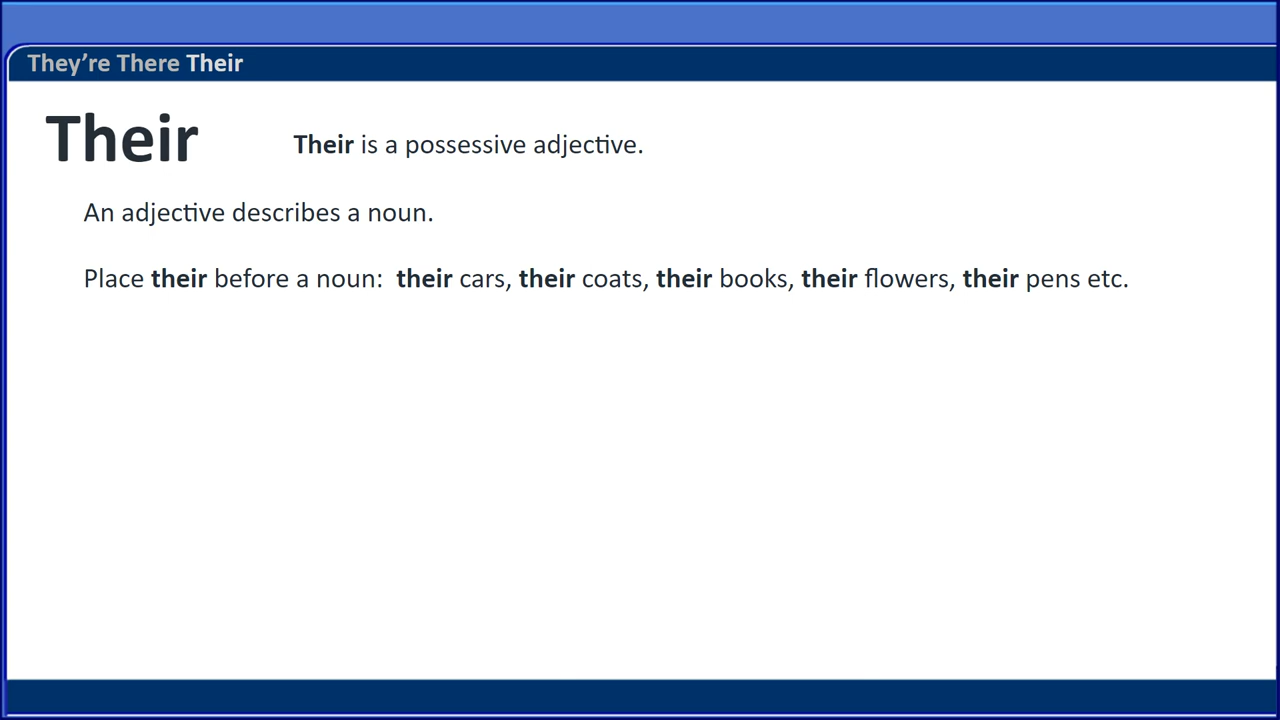 They’re There Their
Their
Their is a possessive adjective.
An adjective describes a noun.
Place their before a noun:  their cars, their coats, their books, their flowers, their pens etc.